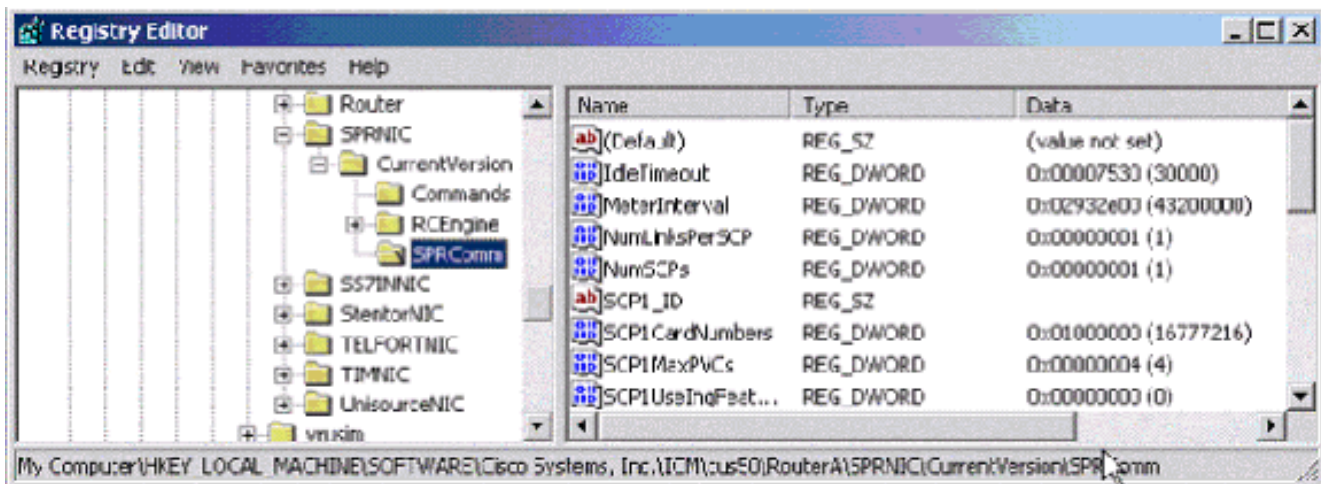 Registry Editor
Registry Edit View Favorites Help
Router
SPRNIC
CurrentVersion
Commands
RCEngine
SPRComm
SS7INNIC
StentorNIC
TELFORTNIC
TIMNIC
UnisourceNIC
vrusim
Name Type Data
(Default) REG_SZ (value not set)
IdleTimeout REG_DWORD 0x00007530 (30000)
MeterInterval REG_DWORD 0x02932e00 (43200000)
NumLinksPerSCP REG_DWORD 0x00000001 (1)
NumSCPs REG_DWORD 0x00000001 (1)
SCP1_ID REG_SZ
SCP1CardNumbers REG_DWORD 0x01000000 (16777216)
SCP1MaxPVCs REG_DWORD 0x00000004 (4)
SCP1UseInqFeat... REG_DWORD 0x00000000 (0)
My Computer\HKEY_LOCAL_MACHINE\SOFTWARE\Cisco Systems, Inc.\ICM\cus50\RouterA\SPRNIC\CurrentVersion\SPRComm